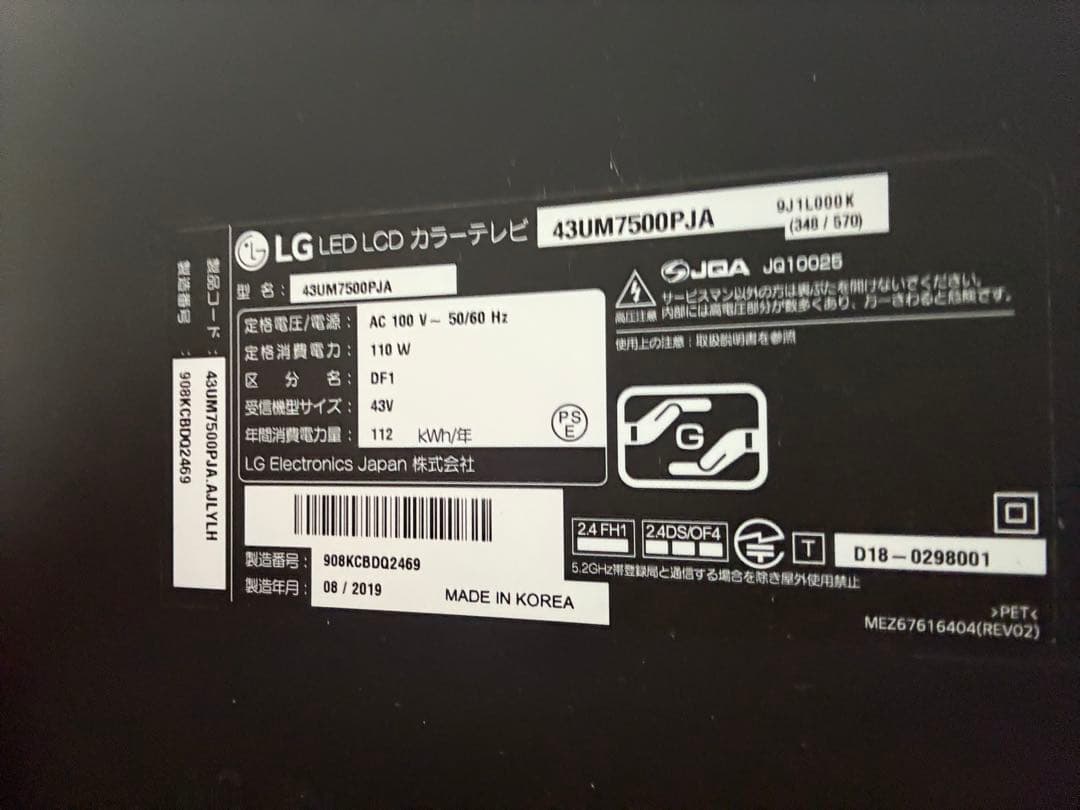 LG LED LCD カラーテレビ
43UM7500PJA
9J1L000K
(348 / 570)
型 名 : 43UM7500PJA
定格電圧/電源 : AC 100 V~ 50/60 Hz
定格消費電力 : 110 W
区 分 名 : DF1
受信機型サイズ : 43V
年間消費電力量 : 112 kWh/年
PS
E
LG Electronics Japan 株式会社
JQA JQ10025
高圧注意
サービスマン以外の方は裏ぶたを開けないでください。
内部には高電圧部分が数多くあり、万一さわると危険です。
使用上の注意 : 取扱説明書を参照
G
製造番号 : 908KCBDQ2469
製造年月 : 08 / 2019
MADE IN KOREA
2.4 FH1
2.4DS/OF4
T
D18-0298001
5.2GHz帯登録局と通信する場合を除き屋外使用禁止
>PET<
MEZ67616404(REV02)
製品コード : 43UM7500PJA.AJLYLH
製造番号 : 908KCBDQ2469